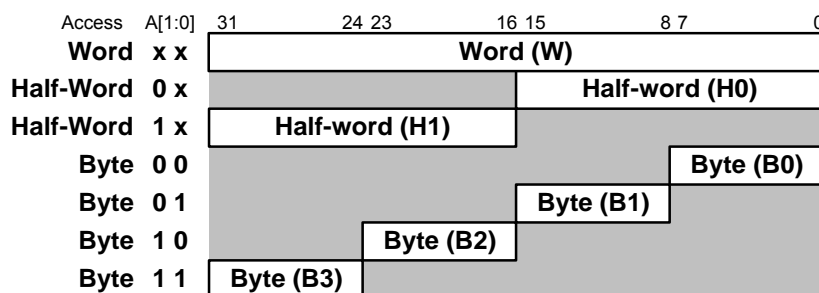 Access A[1:0] 31 24 23 16 15 8 7 0
Word x x Word (W)
Half-Word 0 x Half-word (H0)
Half-Word 1 x Half-word (H1)
Byte 0 0 Byte (B0)
Byte 0 1 Byte (B1)
Byte 1 0 Byte (B2)
Byte 1 1 Byte (B3)